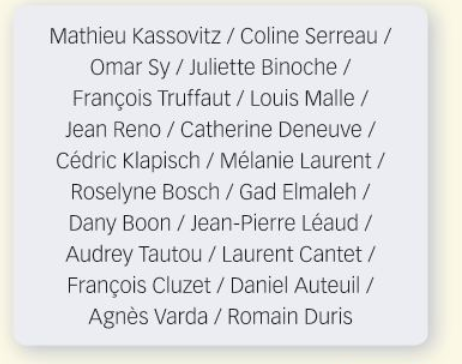 Mathieu Kassovitz / Coline Serreau /
Omar Sy / Juliette Binoche /
François Truffaut / Louis Malle /
Jean Reno / Catherine Deneuve /
Cédric Klapisch / Mélanie Laurent /
Roselyne Bosch / Gad Elmaleh /
Dany Boon / Jean-Pierre Léaud /
Audrey Tautou / Laurent Cantet /
François Cluzet / Daniel Auteuil /
Agnès Varda / Romain Duris